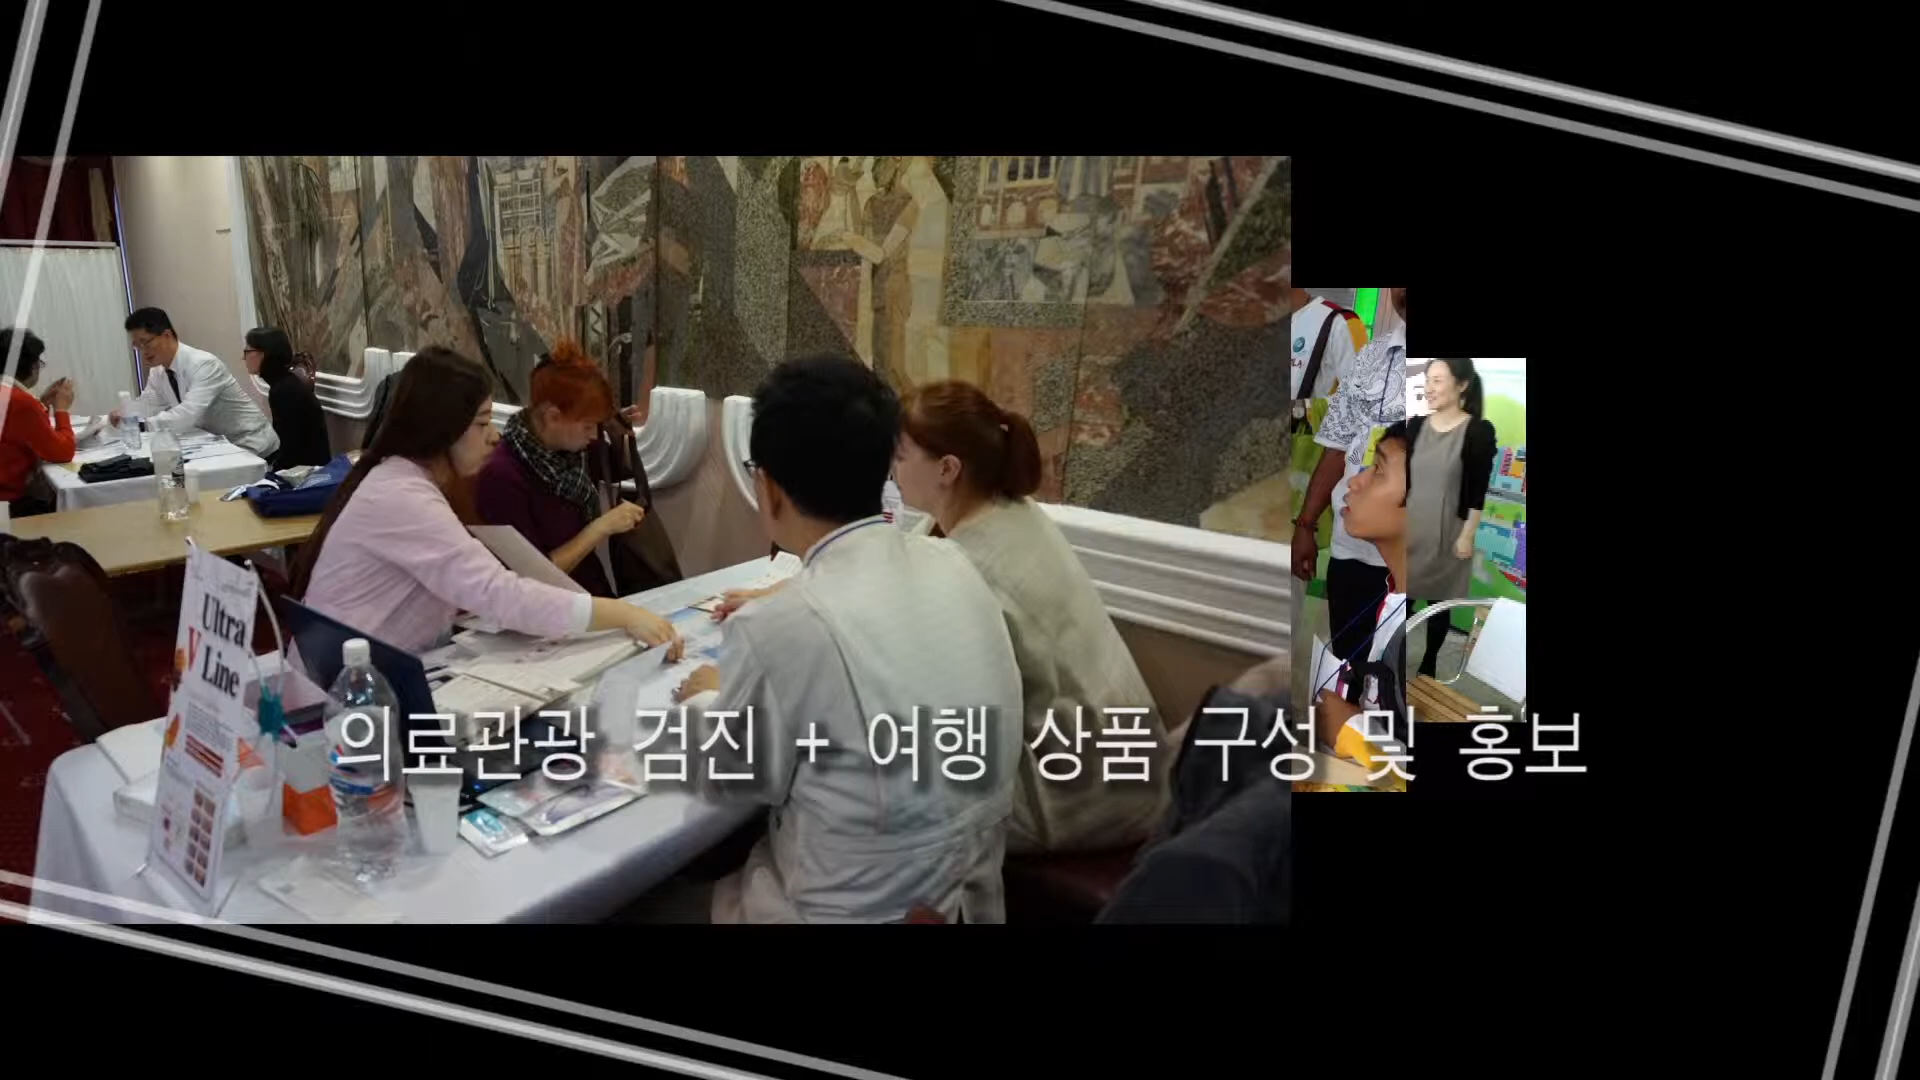 Ultra
V Line
의료관광 검진 + 여행 상품 구성 및 홍보